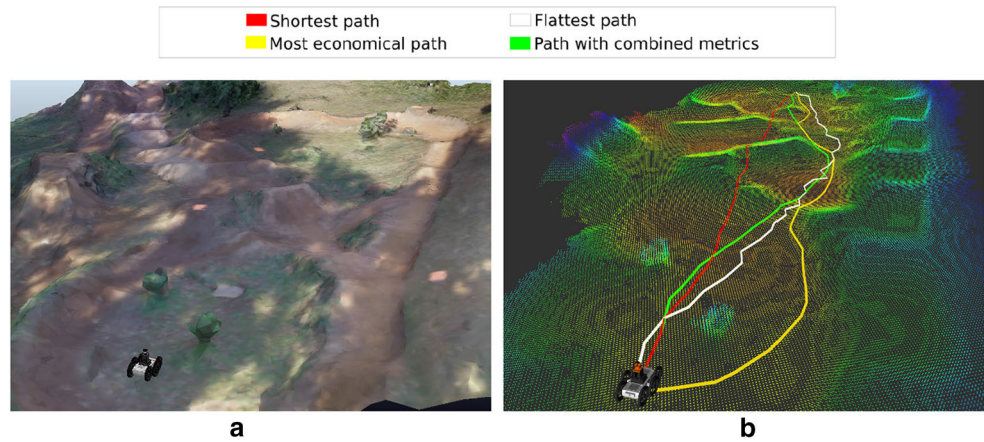 Shortest path
Flattest path
Most economical path
Path with combined metrics
a
b